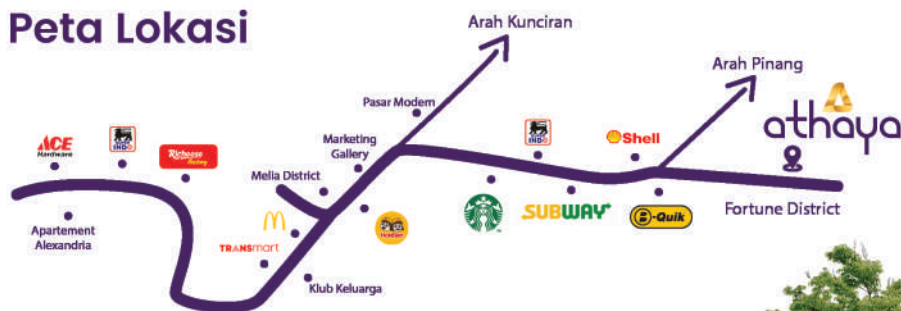 Peta Lokasi
Arah Kunciran
Arah Pinang
athaya
Pasar Modern
ACE
Hardware
INDO
Richeese
Factory
Marketing
Gallery
INDO
Shell
Melia District
Apartement
Alexandria
TRANSmart
SUBWAY
B-Quik
Fortune District
Klub Keluarga